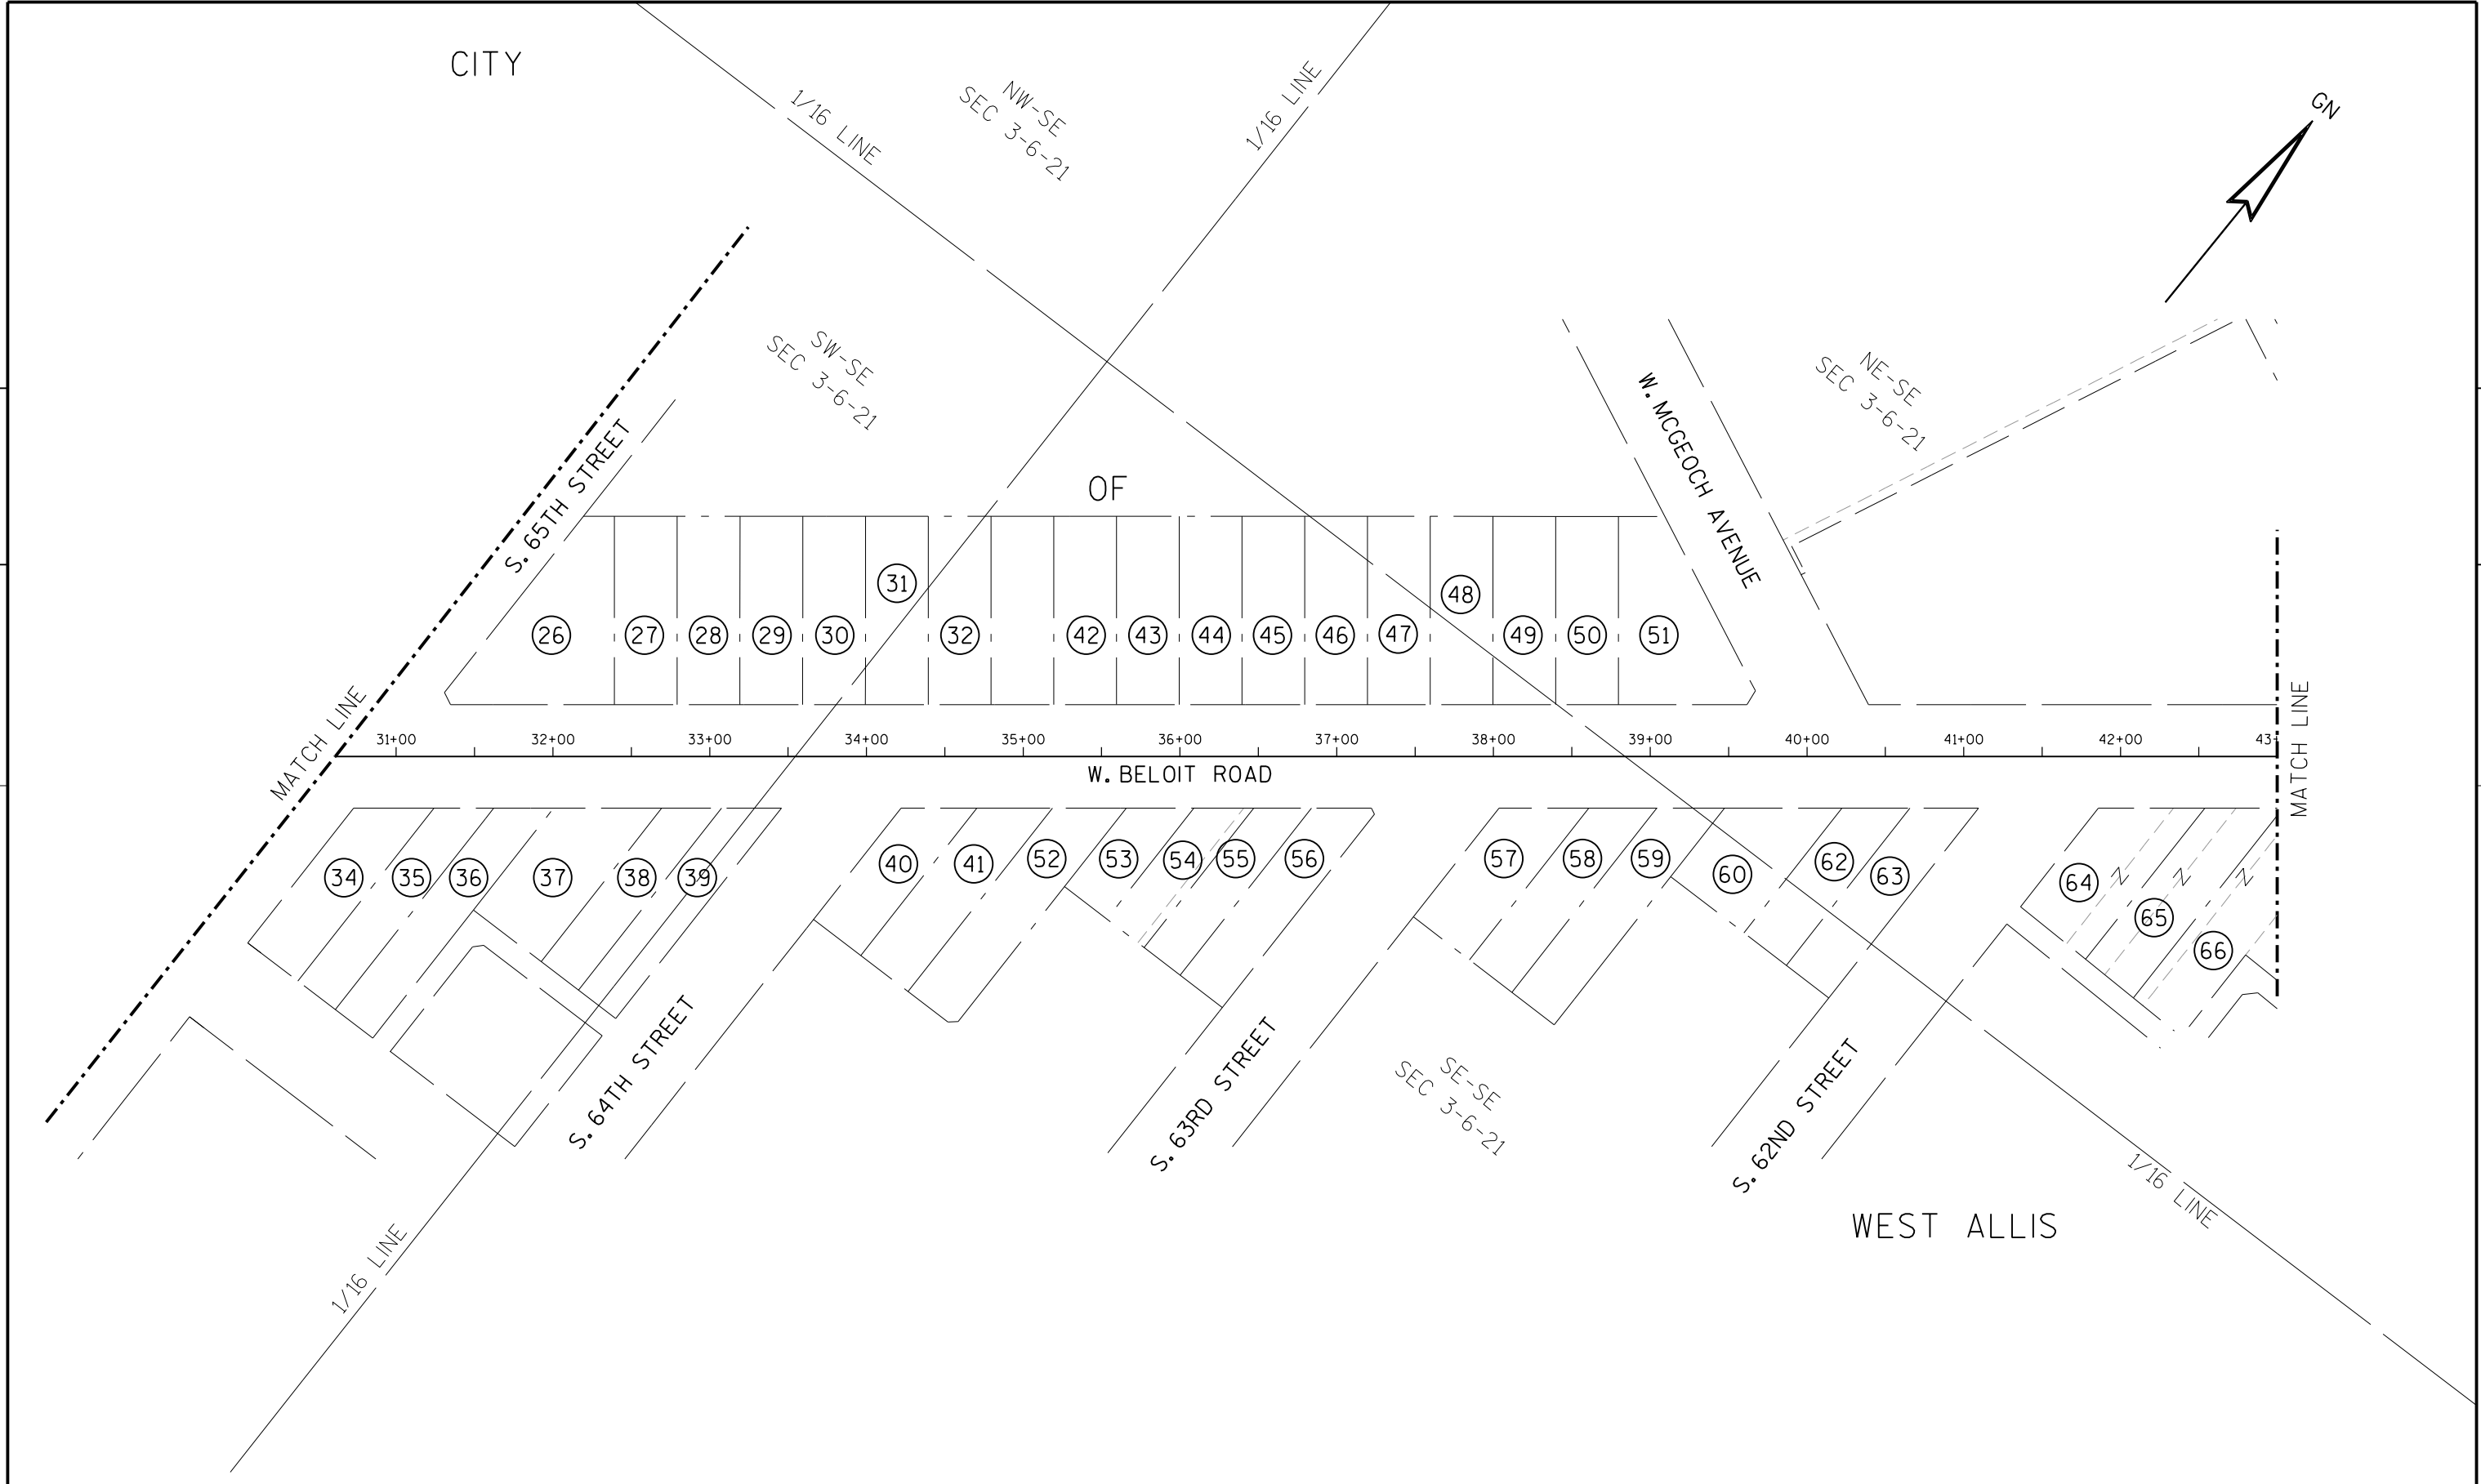 CITY
1/16 LINE
NW-SE
SEC 3-6-21
1/16 LINE
GN
SW-SE
SEC 3-6-21
NE-SE
SEC 3-6-21
W. MCGEOCH AVENUE
S. 65TH STREET
OF
31
48
26
27
28
29
30
32
42
43
44
45
46
47
49
50
51
MATCH LINE
MATCH LINE
31+00
32+00
33+00
34+00
35+00
36+00
37+00
38+00
39+00
40+00
41+00
42+00
43+
W. BELOIT ROAD
34
35
36
37
38
39
40
41
52
53
54
55
56
57
58
59
60
62
63
64
65
66
Z
Z
Z
S. 64TH STREET
S. 63RD STREET
SE-SE
SEC 3-6-21
S. 62ND STREET
1/16 LINE
WEST ALLIS
1/16 LINE